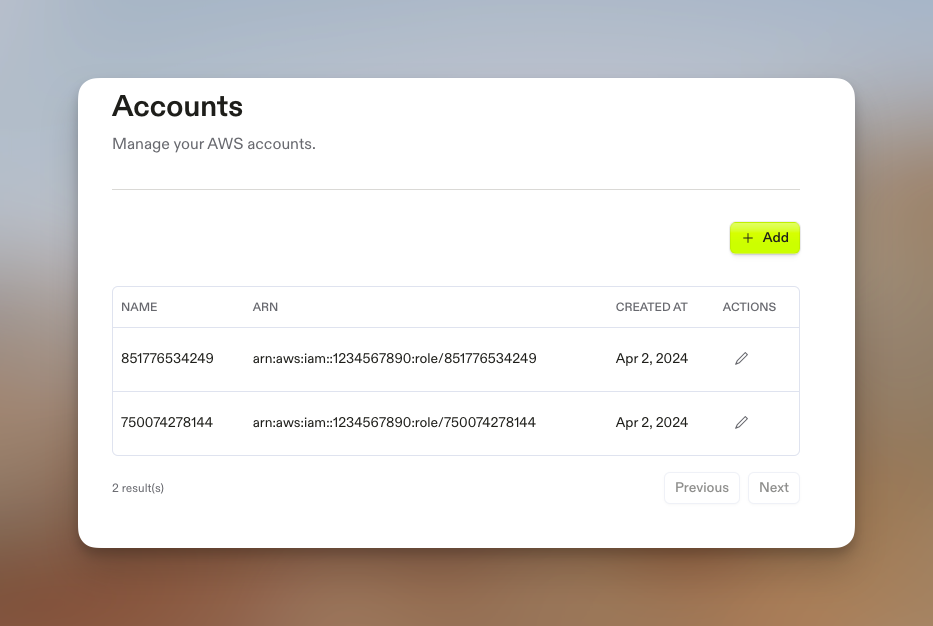 Accounts
Manage your AWS accounts.
+ Add
NAME ARN CREATED AT ACTIONS
851776534249 arn:aws:iam::1234567890:role/851776534249 Apr 2, 2024
750074278144 arn:aws:iam::1234567890:role/750074278144 Apr 2, 2024
2 result(s) Previous Next